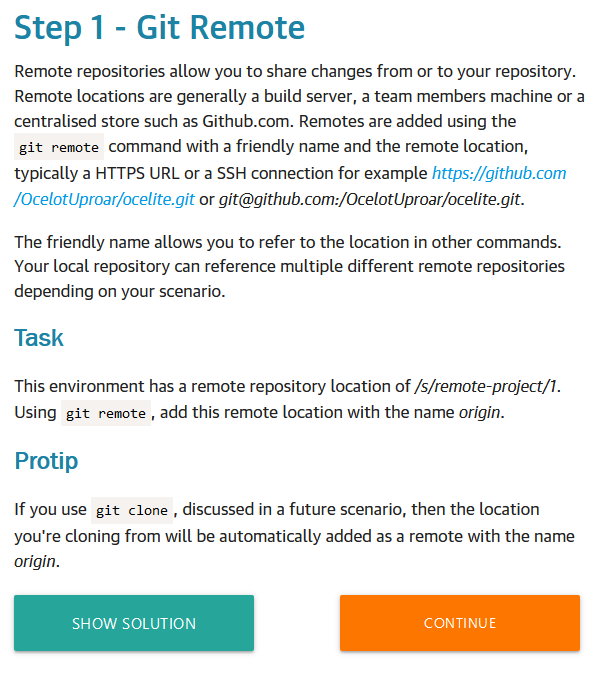 Step 1 - Git Remote
Remote repositories allow you to share changes from or to your repository.
Remote locations are generally a build server, a team members machine or a
centralised store such as Github.com. Remotes are added using the
git remote command with a friendly name and the remote location,
typically a HTTPS URL or a SSH connection for example https://github.com
/OcelotUproar/ocelite.git or git@github.com:/OcelotUproar/ocelite.git.
The friendly name allows you to refer to the location in other commands.
Your local repository can reference multiple different remote repositories
depending on your scenario.
Task
This environment has a remote repository location of /s/remote-project/1.
Using git remote, add this remote location with the name origin.
Protip
If you use git clone, discussed in a future scenario, then the location
you're cloning from will be automatically added as a remote with the name
origin.
SHOW SOLUTION
CONTINUE